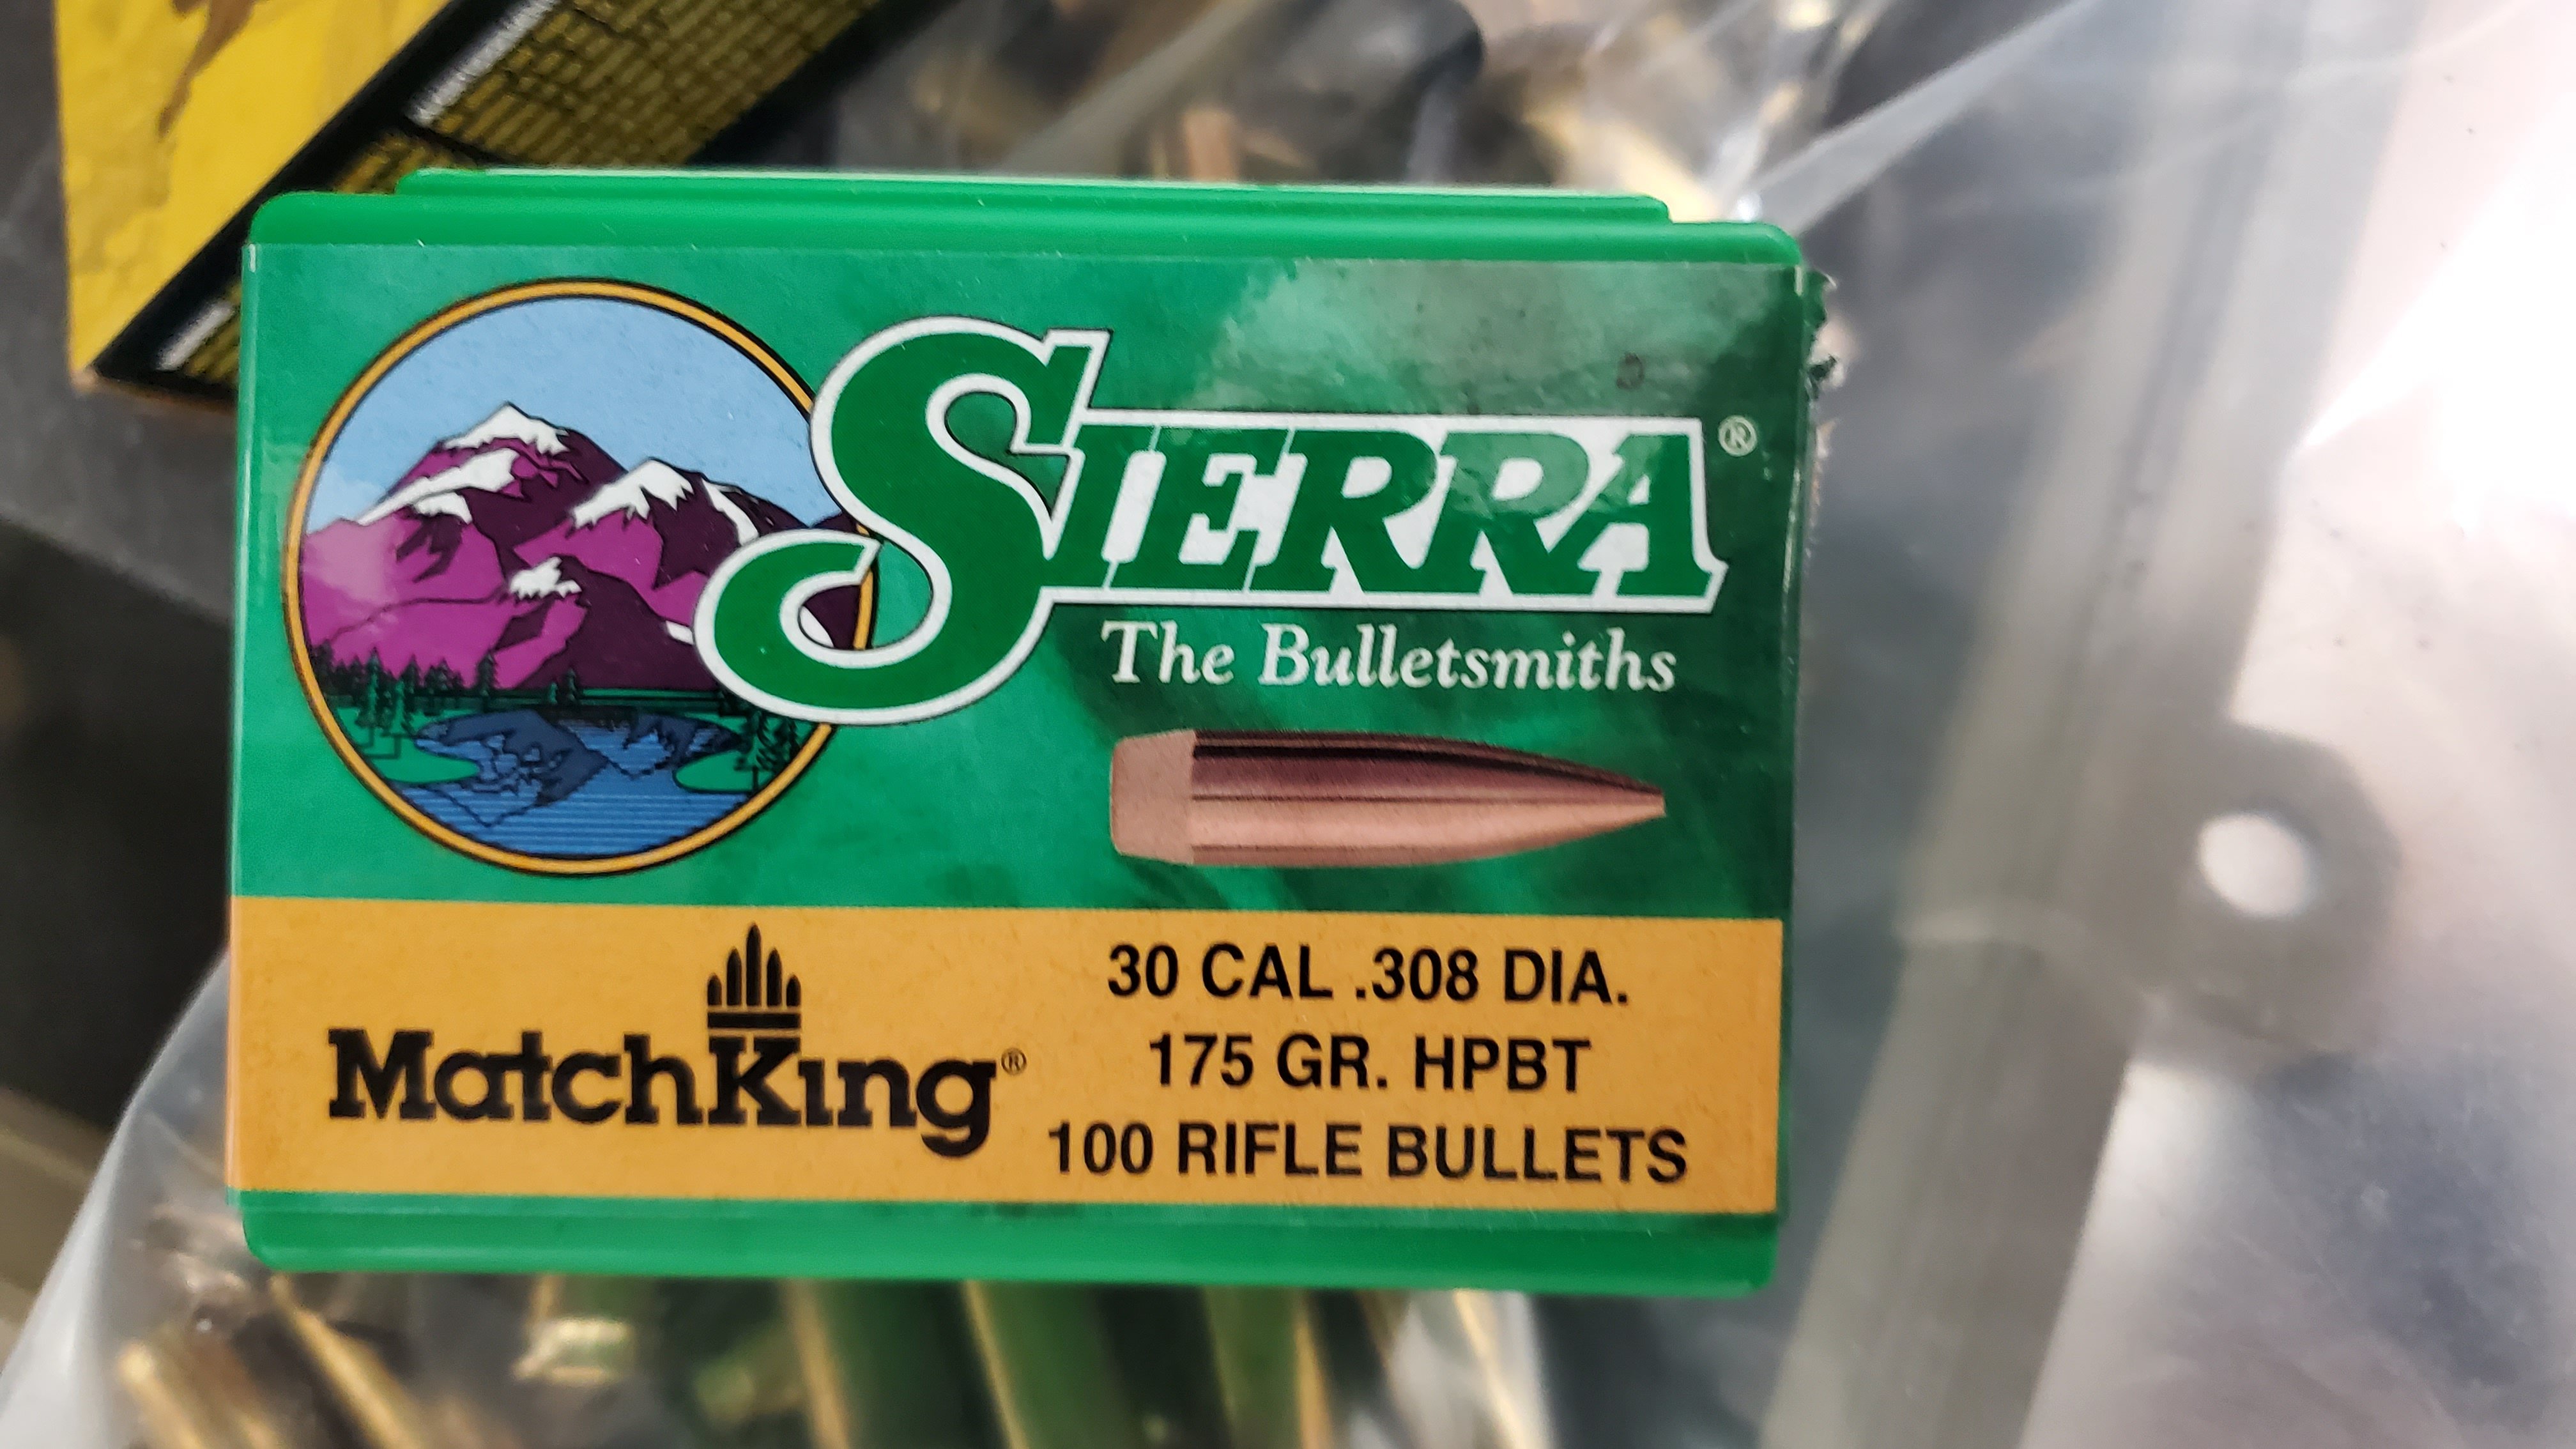 SIERRA®
The Bulletsmiths
MatchKing®
30 CAL .308 DIA.
175 GR. HPBT
100 RIFLE BULLETS